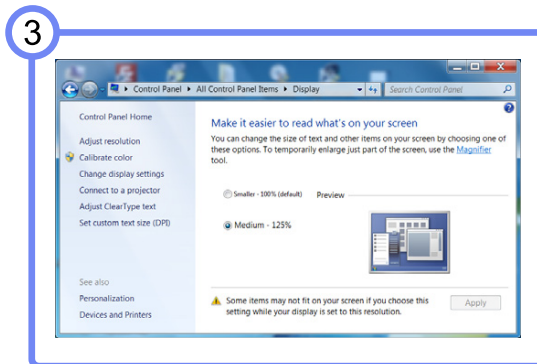 3
Control Panel ▸ All Control Panel Items ▸ Display
Search Control Panel
Control Panel Home
Adjust resolution
Calibrate color
Change display settings
Connect to a projector
Adjust ClearType text
Set custom text size (DPI)
See also
Personalization
Devices and Printers
Make it easier to read what's on your screen
You can change the size of text and other items on your screen by choosing one of
these options. To temporarily enlarge just part of the screen, use the Magnifier
tool.
Smaller - 100% (default)
Preview
Medium - 125%
Some items may not fit on your screen if you choose this
setting while your display is set to this resolution.
Apply